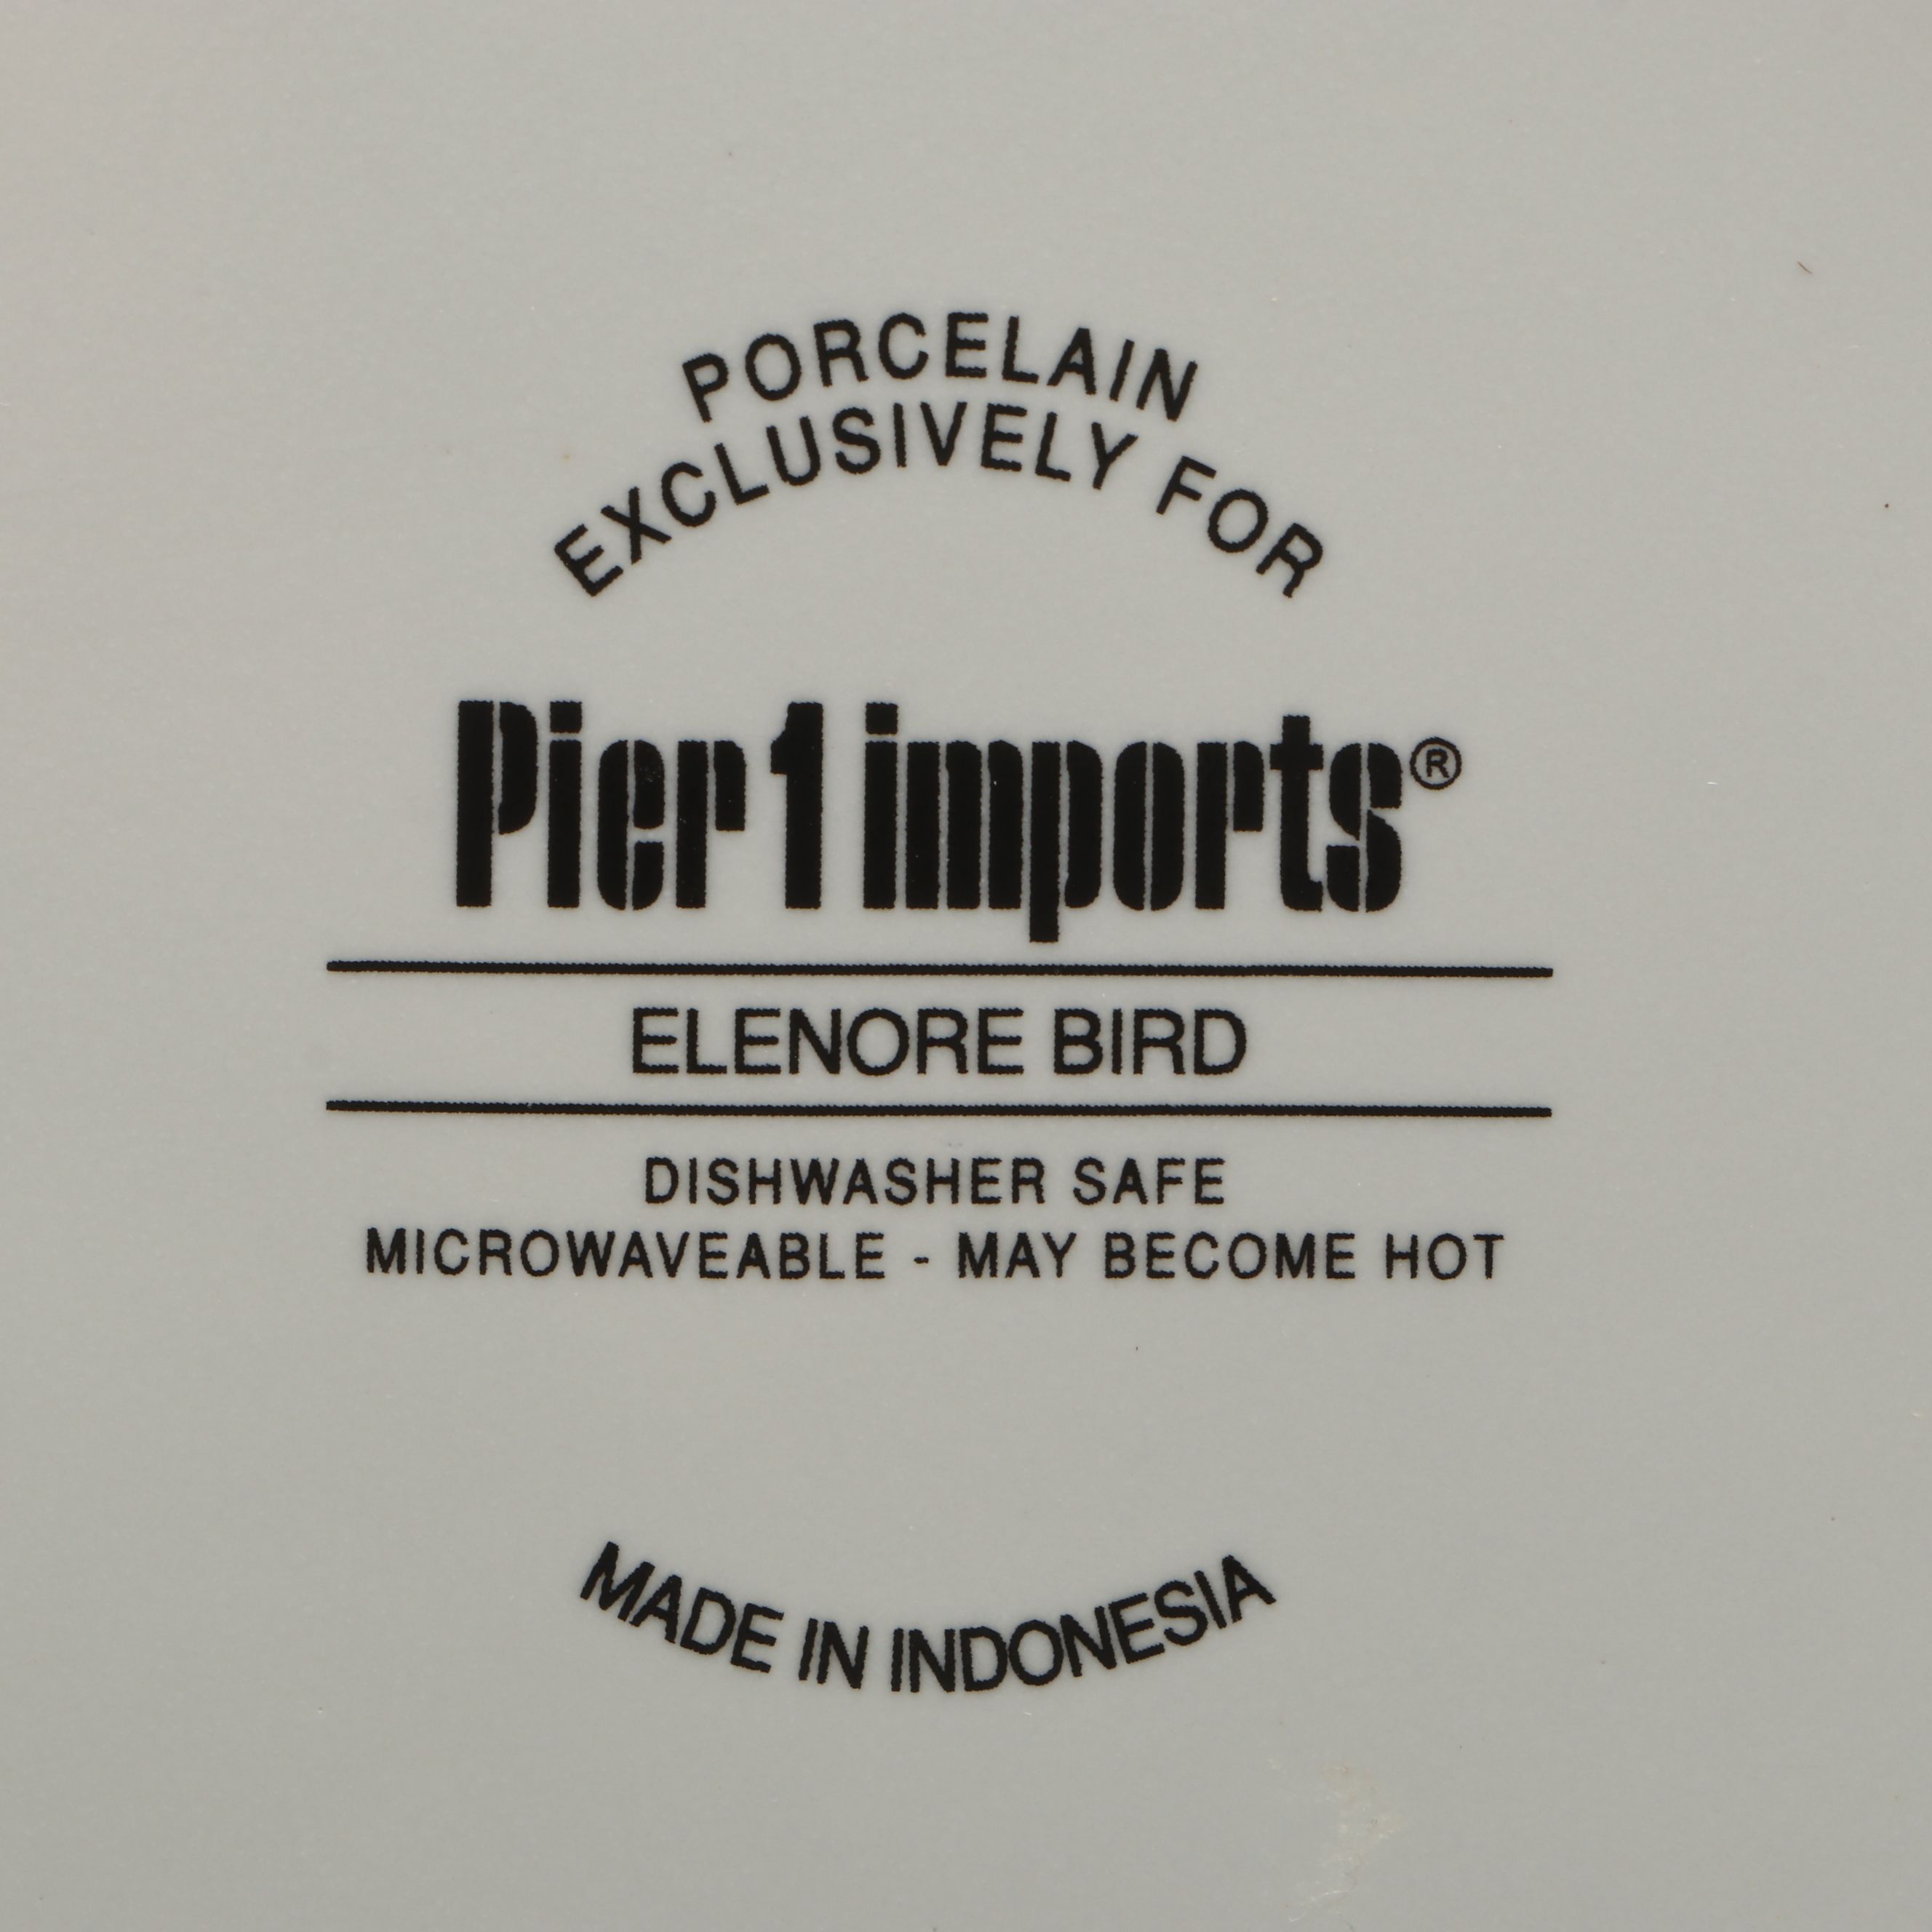 PORCELAIN
EXCLUSIVELY FOR
Pier 1 imports®
ELENORE BIRD
DISHWASHER SAFE
MICROWAVEABLE - MAY BECOME HOT
MADE IN INDONESIA